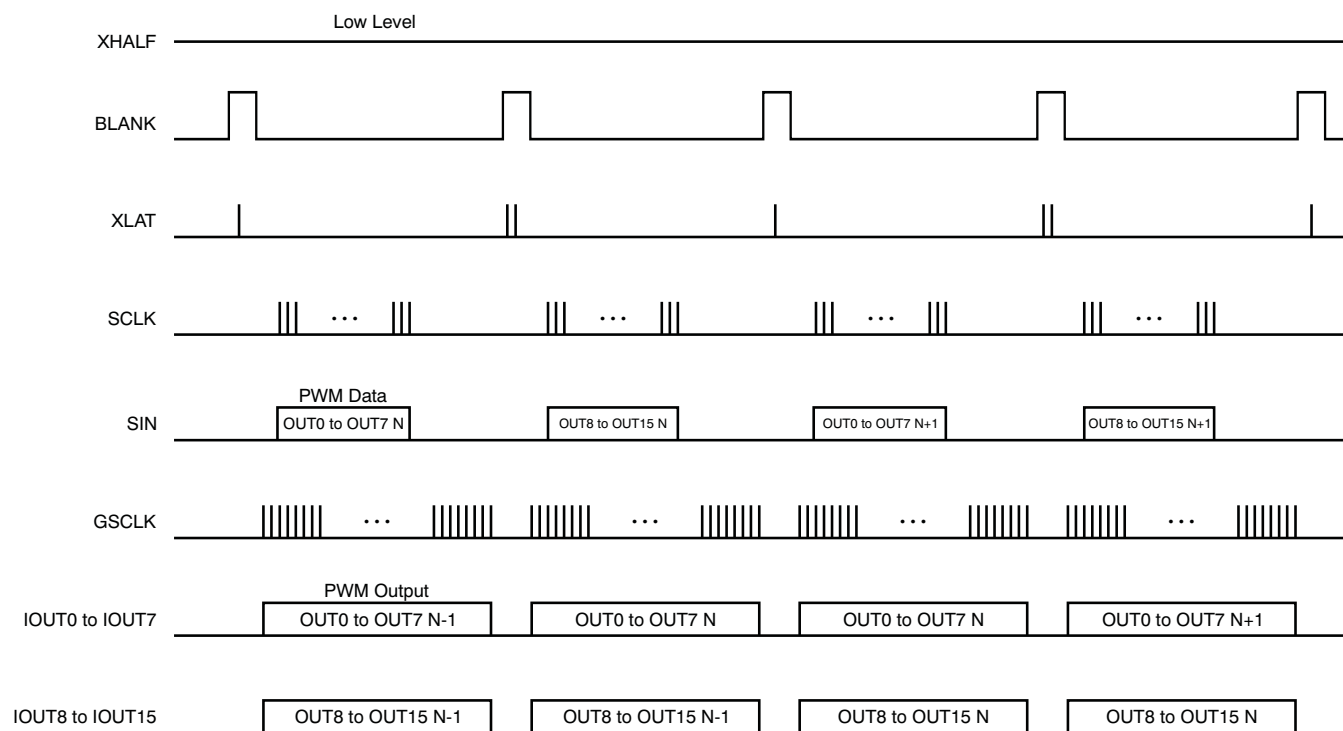 Low Level
XHALF
BLANK
XLAT
SCLK
...
...
...
...
PWM Data
SIN
OUT0 to OUT7 N
OUT8 to OUT15 N
OUT0 to OUT7 N+1
OUT8 to OUT15 N+1
GSCLK
...
...
...
...
PWM Output
IOUT0 to IOUT7
OUT0 to OUT7 N-1
OUT0 to OUT7 N
OUT0 to OUT7 N
OUT0 to OUT7 N+1
IOUT8 to IOUT15
OUT8 to OUT15 N-1
OUT8 to OUT15 N-1
OUT8 to OUT15 N
OUT8 to OUT15 N